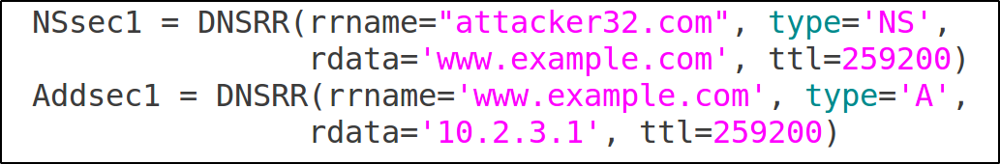 NSsec1 = DNSRR(rrname="attacker32.com", type='NS',
rdata='www.example.com', ttl=259200)
Addsec1 = DNSRR(rrname='www.example.com', type='A',
rdata='10.2.3.1', ttl=259200)